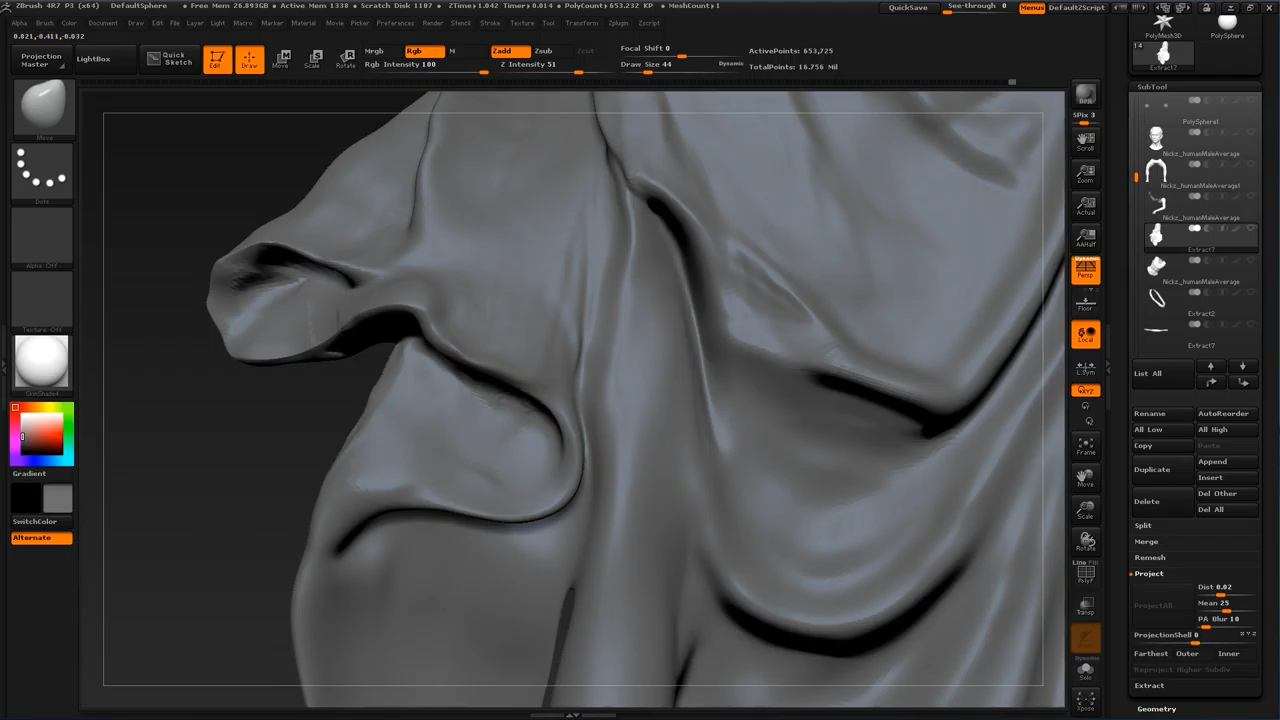 ZBrush 4R7 P3 (x64) DefaultSphere • Free Mem 26.893GB • Active Mem 1338 • Scratch Disk 1107 • ZTime▸1.042 Timer▸0.014 • PolyCount▸653.232 KP • MeshCount▸1
QuickSave See-through 0 Menus DefaultZScript
Alpha Brush Color Document Draw Edit File Layer Light Macro Marker Material Movie Picker Preferences Render Stencil Stroke Texture Tool Transform Zplugin Zscript
0.821,-0.411,-0.032
Projection Master
LightBox
Quick Sketch
Edit
Draw
Move
Scale
Rotate
Mrgb Rgb M
Rgb Intensity 100
Zadd Zsub Zcut
Z Intensity 51
Focal Shift 0
Draw Size 44 Dynamic
ActivePoints: 653,725
TotalPoints: 16.756 Mil
Move
Dots
Alpha Off
Texture Off
SkinShade4
Gradient
SwitchColor
Alternate
BPR
SPix 3
Scroll
Zoom
Actual
AAHalf
Dynamic
Persp
Floor
Local
L.Sym
XYZ
Frame
Move
Scale
Rotate
Line Fill
PolyF
Transp
Dynamic
Solo
Xpose
PolyMesh3D PolySphere
14
Extract7
SubTool
PolySphere1
Nickz_humanMaleAverage
Nickz_humanMaleAverage1
Nickz_humanMaleAverage
Extract7
Nickz_humanMaleAverage
Extract2
Extract7
List All
Rename AutoReorder
All Low All High
Copy Paste
Duplicate Append
Insert
Delete Del Other
Del All
Split
Merge
Remesh
Project
ProjectAll Dist 0.02
Mean 25
PA Blur 10
ProjectionShell 0
Farthest Outer Inner
Reproject Higher Subdiv
Extract
Geometry